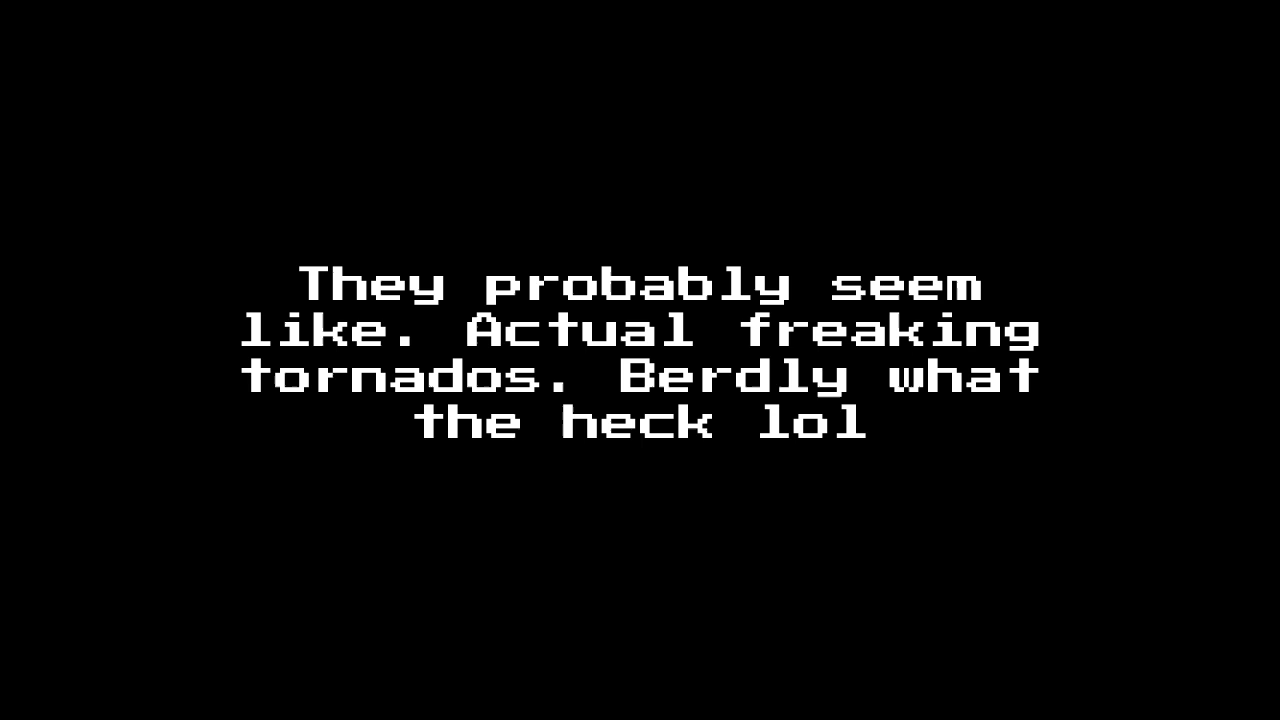 They probably seem
like. Actual freaking
tornados. Berdly what
the heck lol